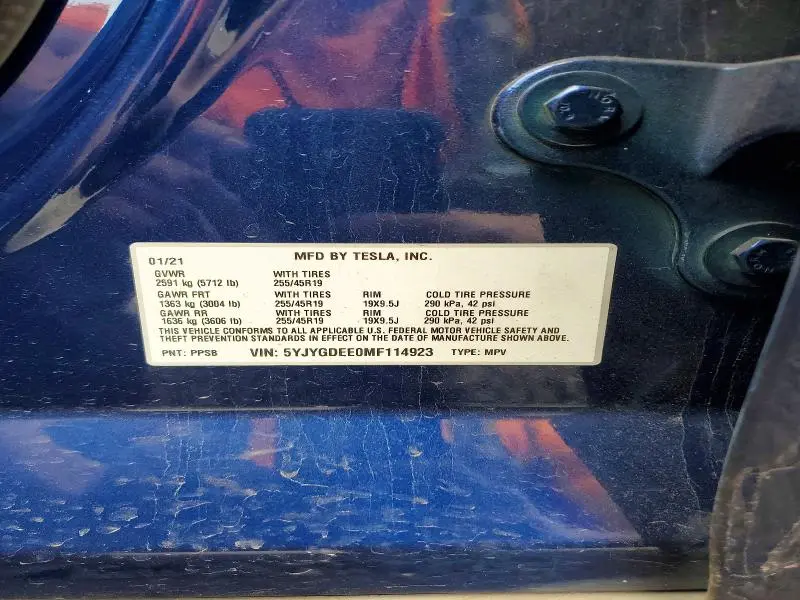 MFD BY TESLA, INC.
01/21
GVWR WITH TIRES
2591 kg (5712 lb) 255/45R19
GAWR FRT WITH TIRES RIM COLD TIRE PRESSURE
1363 kg (3004 lb) 255/45R19 19X9.5J 290 kPa, 42 psi
GAWR RR WITH TIRES RIM COLD TIRE PRESSURE
1636 kg (3606 lb) 255/45R19 19X9.5J 290 kPa, 42 psi
THIS VEHICLE CONFORMS TO ALL APPLICABLE U.S. FEDERAL MOTOR VEHICLE SAFETY AND
THEFT PREVENTION STANDARDS IN EFFECT ON THE DATE OF MANUFACTURE SHOWN ABOVE.
PNT: PPSB VIN: 5YJYGDEE0MF114923 TYPE: MPV